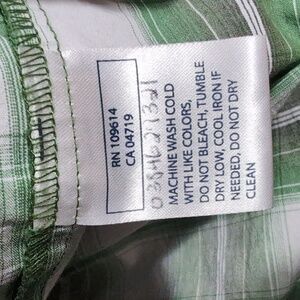 RN 109614
CA 04719
MACHINE WASH COLD
WITH LIKE COLORS,
DO NOT BLEACH, TUMBLE
DRY LOW, COOL IRON IF
NEEDED, DO NOT DRY
CLEAN